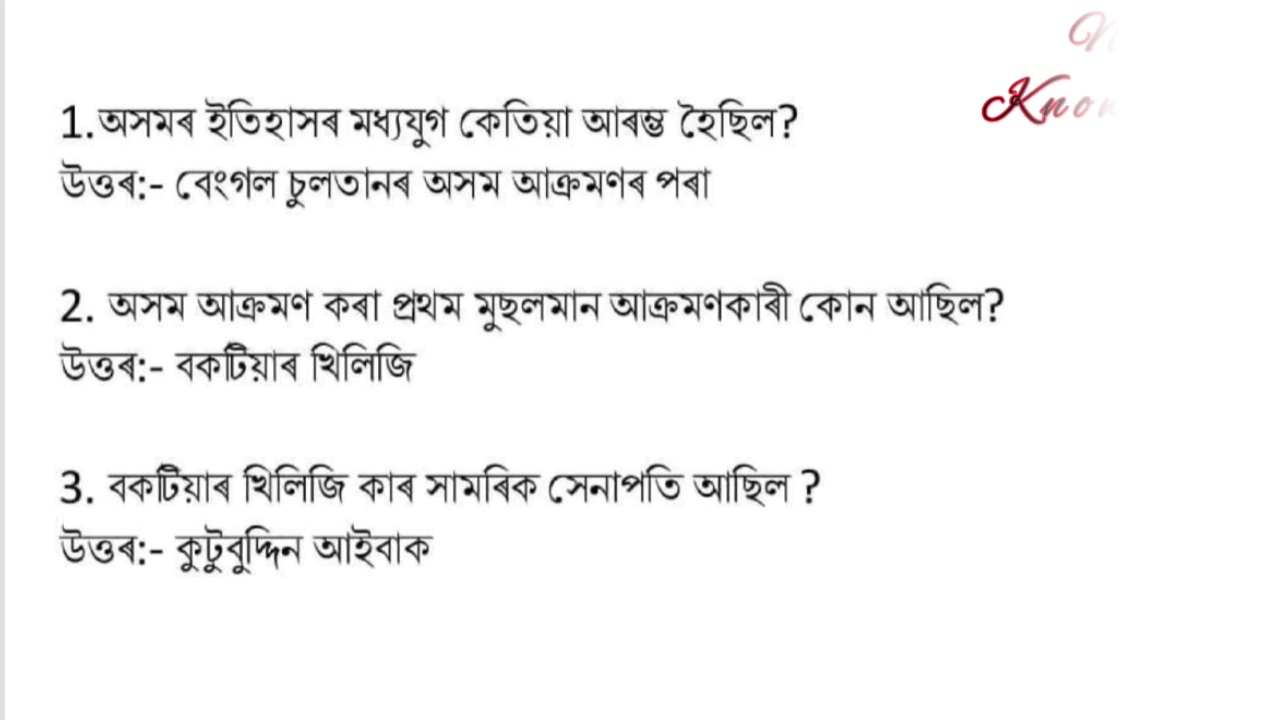 1.অসমৰ ইতিহাসৰ মধ্যযুগ কেতিয়া আৰম্ভ হৈছিল?
উত্তৰ:- বেংগল চুলতানৰ অসম আক্ৰমণৰ পৰা
2. অসম আক্ৰমণ কৰা প্ৰথম মুছলমান আক্ৰমণকাৰী কোন আছিল?
উত্তৰ:- বকটিয়াৰ খিলিজি
3. বকটিয়াৰ খিলিজি কাৰ সামৰিক সেনাপতি আছিল ?
উত্তৰ:- কুটুবুদ্দিন আইবাক